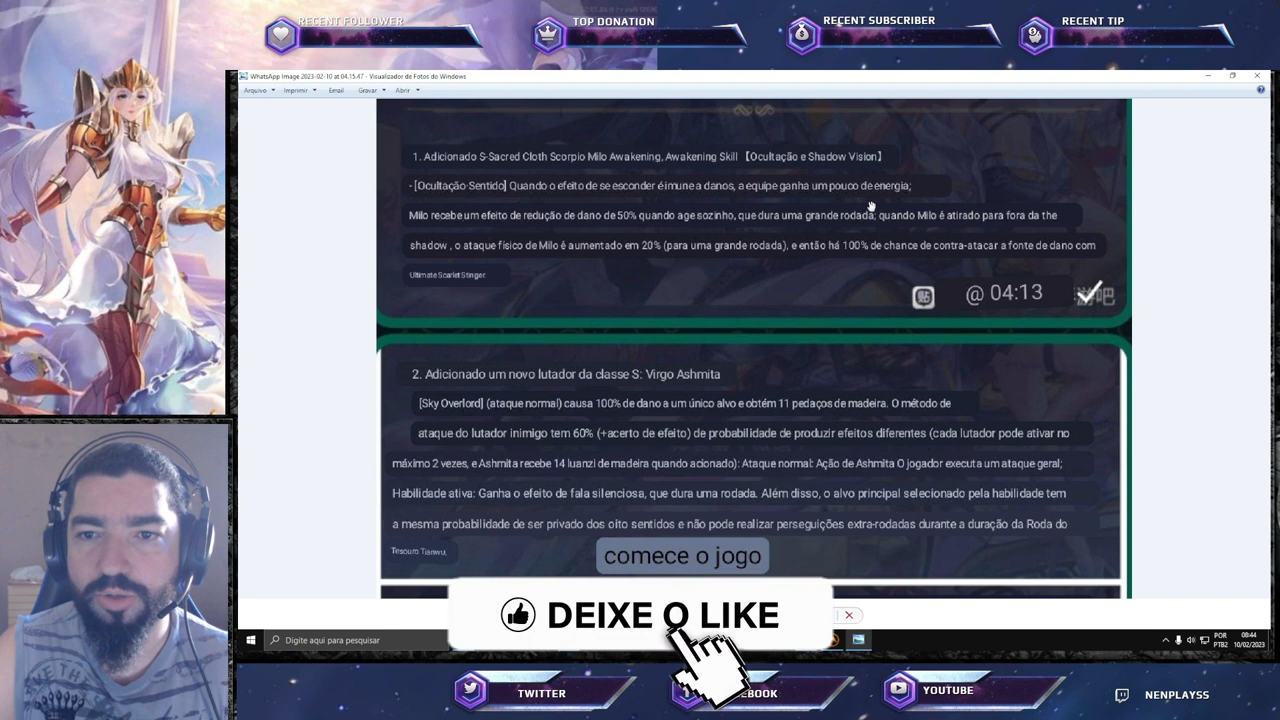 RECENT FOLLOWER
TOP DONATION
RECENT SUBSCRIBER
RECENT TIP
WhatsApp Image 2023-02-10 at 04.15.47 - Visualizador de Fotos do Windows
Arquivo Imprimir Email Gravar Abrir
1. Adicionado S-Sacred Cloth Scorpio Milo Awakening, Awakening Skill 【Ocultação e Shadow Vision】
- [Ocultação·Sentido] Quando o efeito de se esconder é imune a danos, a equipe ganha um pouco de energia;
Milo recebe um efeito de redução de dano de 50% quando age sozinho, que dura uma grande rodada; quando Milo é atirado para fora da the
shadow , o ataque físico de Milo é aumentado em 20% (para uma grande rodada), e então há 100% de chance de contra-atacar a fonte de dano com
Ultimate Scarlet Stinger.
贴 @ 04:13 游吧
2. Adicionado um novo lutador da classe S: Virgo Ashmita
[Sky Overlord] (ataque normal) causa 100% de dano a um único alvo e obtém 11 pedaços de madeira. O método de
ataque do lutador inimigo tem 60% (+acerto de efeito) de probabilidade de produzir efeitos diferentes (cada lutador pode ativar no
máximo 2 vezes, e Ashmita recebe 14 luanzi de madeira quando acionado): Ataque normal: Ação de Ashmita O jogador executa um ataque geral;
Habilidade ativa: Ganha o efeito de fala silenciosa, que dura uma rodada. Além disso, o alvo principal selecionado pela habilidade tem
a mesma probabilidade de ser privado dos oito sentidos e não pode realizar perseguições extra-rodadas durante a duração da Roda do
Tesouro Tianwu,
comece o jogo
DEIXE O LIKE
Digite aqui para pesquisar
POR
PTB2
08:44
10/02/2023
TWITTER
EBOOK
YOUTUBE
NENPLAYSS